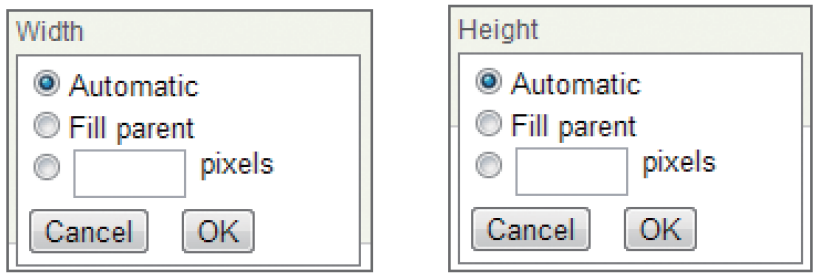 Width
Automatic
Fill parent
pixels
Cancel OK
Height
Automatic
Fill parent
pixels
Cancel OK